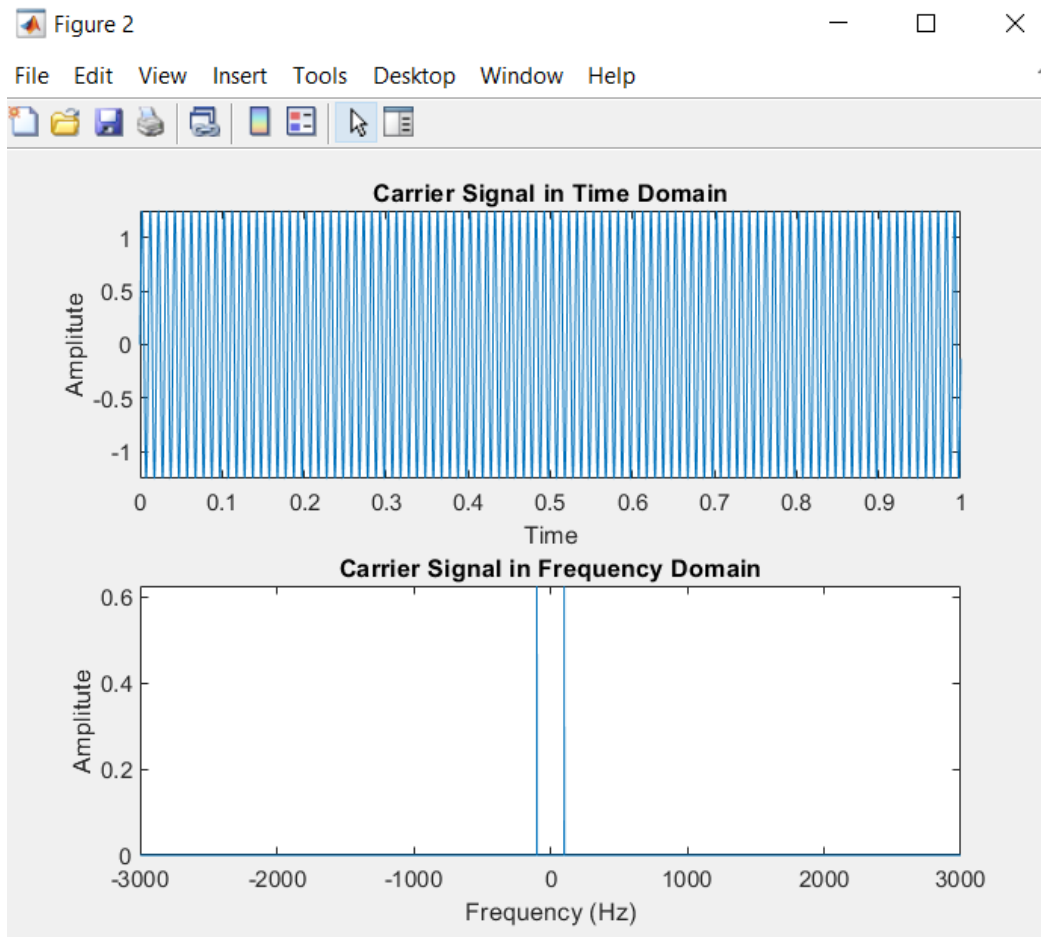 Figure 2
File Edit View Insert Tools Desktop Window Help
Carrier Signal in Time Domain
1
0.5
0
-0.5
-1
Amplitute
0 0.1 0.2 0.3 0.4 0.5 0.6 0.7 0.8 0.9 1
Time
Carrier Signal in Frequency Domain
0.6
0.4
0.2
0
Amplitute
-3000 -2000 -1000 0 1000 2000 3000
Frequency (Hz)